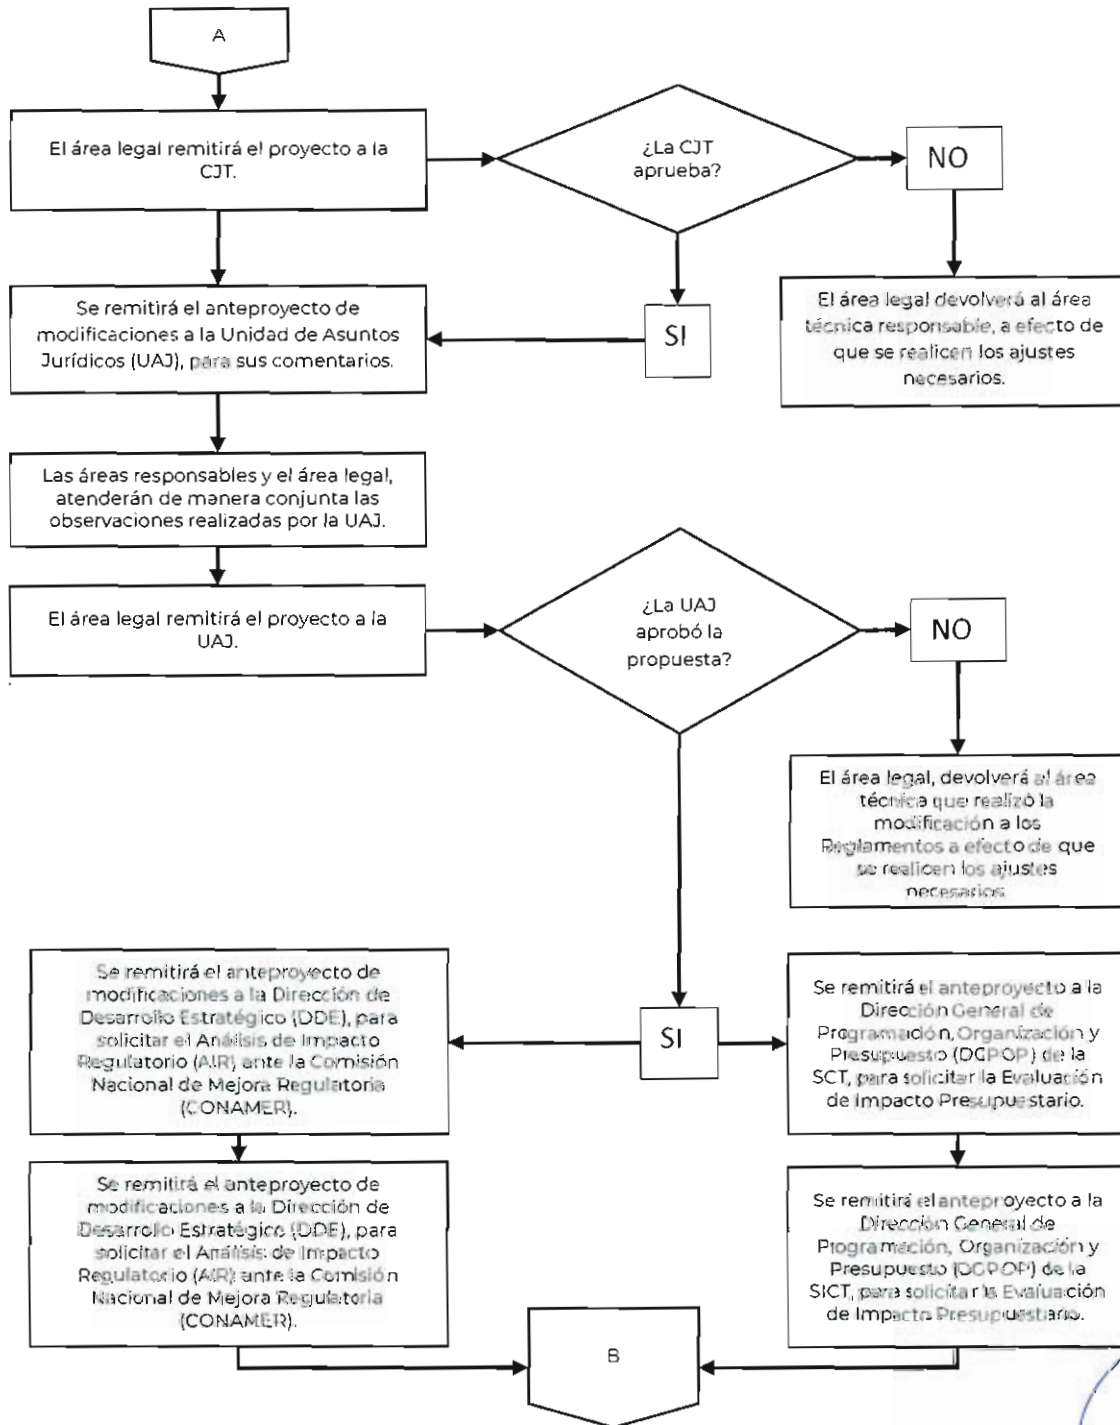 A
El área legal remitirá el proyecto a la
CJT.
¿La CJT
aprueba?
NO
Se remitirá el anteproyecto de
modificaciones a la Unidad de Asuntos
Jurídicos (UAJ), para sus comentarios.
SI
El área legal devolverá al área
técnica responsable, a efecto de
que se realicen los ajustes
necesarios.
Las áreas responsables y el área legal,
atenderán de manera conjunta las
observaciones realizadas por la UAJ.
El área legal remitirá el proyecto a la
UAJ.
¿La UAJ
aprobó la
propuesta?
NO
El área legal, devolverá al área
técnica que realizó la
modificación a los
Reglamentos a efecto de que
se realicen los ajustes
necesarios
Se remitirá el anteproyecto de
modificaciones a la Dirección de
Desarrollo Estratégico (DDE), para
solicitar el Análisis de Impacto
Regulatorio (AIR) ante la Comisión
Nacional de Mejora Regulatoria
(CONAMER).
SI
Se remitirá el anteproyecto a la
Dirección General de
Programación, Organización y
Presupuesto (DGPOP) de la
SCT, para solicitar la Evaluación
de Impacto Presupuestario.
Se remitirá el anteproyecto de
modificaciones a la Dirección de
Desarrollo Estratégico (DDE), para
solicitar el Análisis de Impacto
Regulatorio (AIR) ante la Comisión
Nacional de Mejora Regulatoria
(CONAMER).
Se remitirá el anteproyecto a la
Dirección General de
Programación, Organización y
Presupuesto (DGPOP) de la
SICT, para solicitar la Evaluación
de Impacto Presupuestario.
B